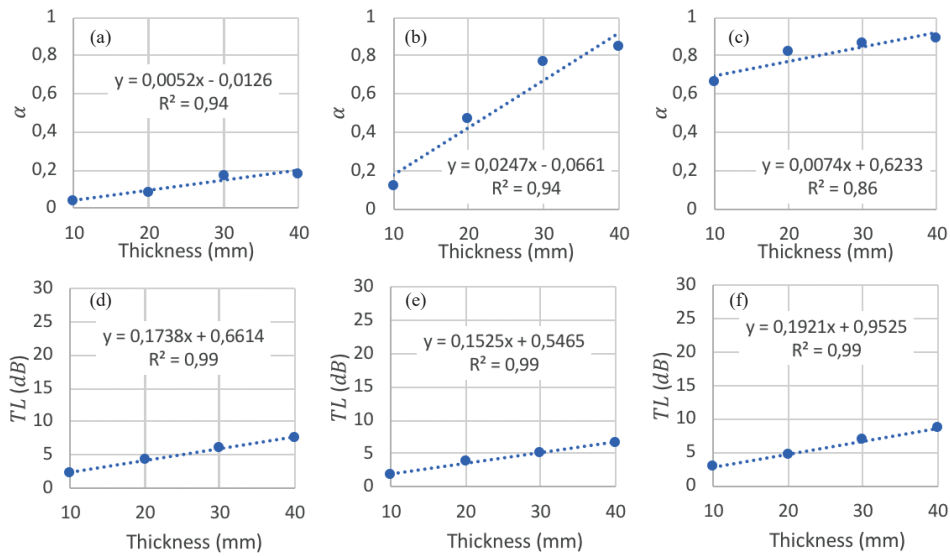 (a)
1
0,8
0,6
0,4
0,2
0
α
y = 0,0052x - 0,0126
R² = 0,94
10 20 30 40
Thickness (mm)
(b)
1
0,8
0,6
0,4
0,2
0
α
y = 0,0247x - 0,0661
R² = 0,94
10 20 30 40
Thickness (mm)
(c)
1
0,8
0,6
0,4
0,2
0
α
y = 0,0074x + 0,6233
R² = 0,86
10 20 30 40
Thickness (mm)
(d)
30
25
20
15
10
5
0
TL (dB)
y = 0,1738x + 0,6614
R² = 0,99
10 20 30 40
Thickness (mm)
(e)
30
25
20
15
10
5
0
TL (dB)
y = 0,1525x + 0,5465
R² = 0,99
10 20 30 40
Thickness (mm)
(f)
30
25
20
15
10
5
0
TL (dB)
y = 0,1921x + 0,9525
R² = 0,99
10 20 30 40
Thickness (mm)